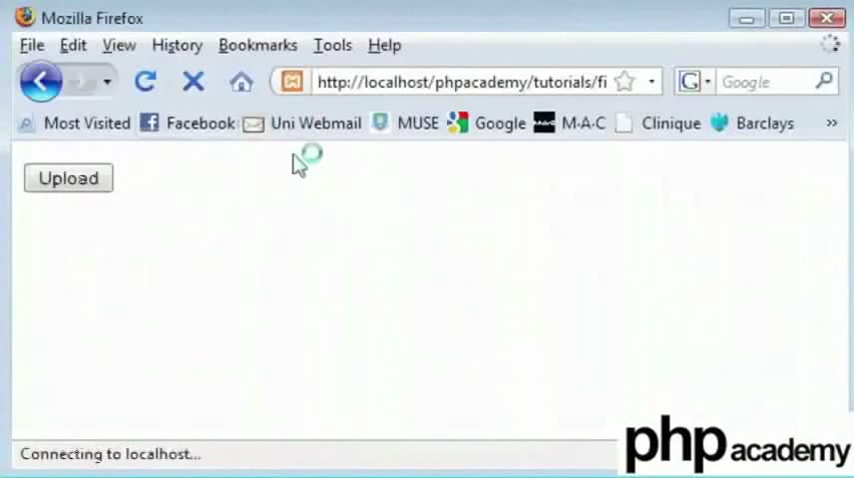 Mozilla Firefox
File Edit View History Bookmarks Tools Help
http://localhost/phpacademy/tutorials/fi Google
Most Visited Facebook Uni Webmail MUSE Google M·A·C Clinique Barclays »
Upload
Connecting to localhost...
php academy